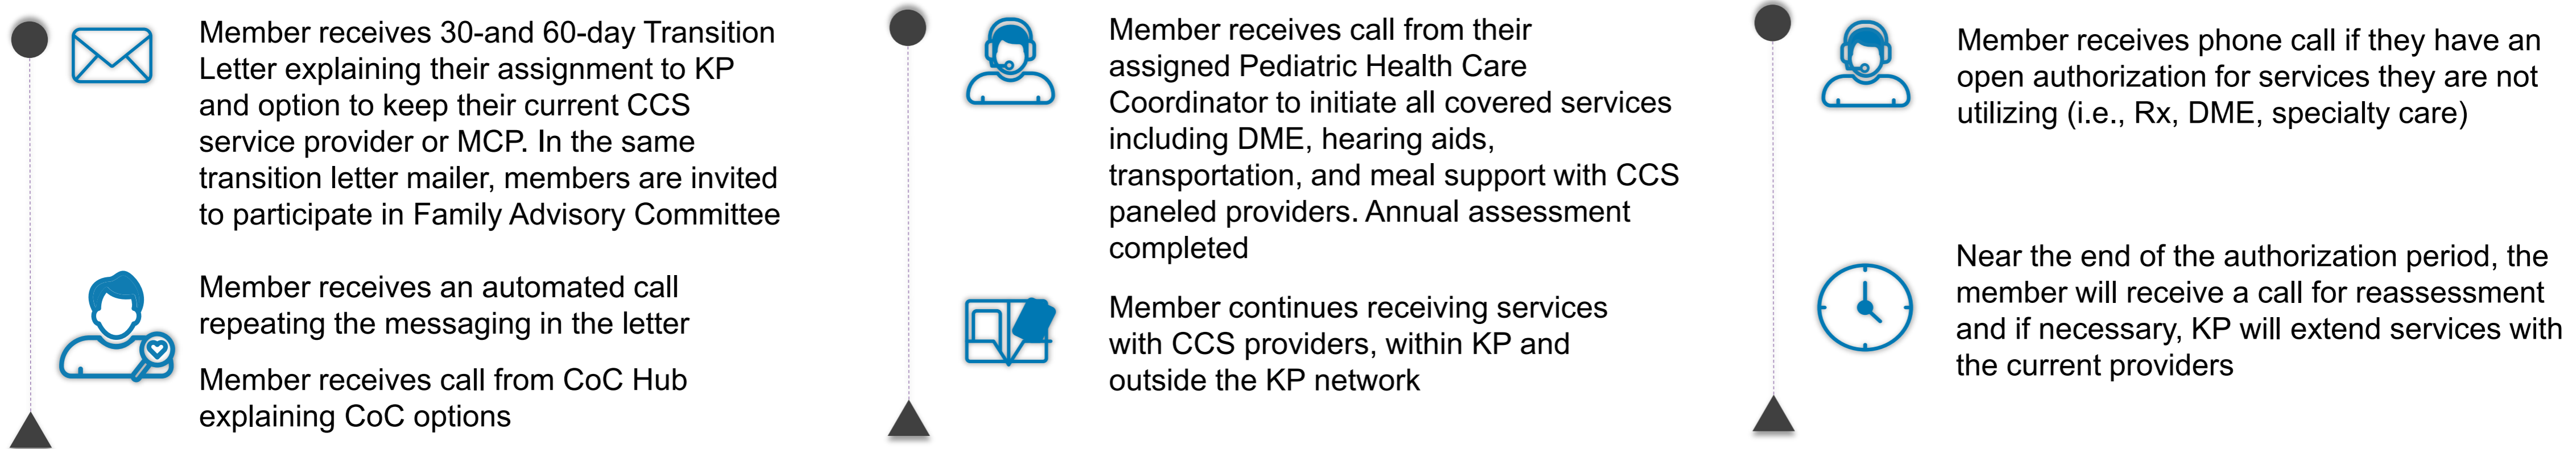 Member receives 30-and 60-day Transition
Letter explaining their assignment to KP
and option to keep their current CCS
service provider or MCP. In the same
transition letter mailer, members are invited
to participate in Family Advisory Committee
Member receives an automated call
repeating the messaging in the letter
Member receives call from CoC Hub
explaining CoC options
Member receives call from their
assigned Pediatric Health Care
Coordinator to initiate all covered services
including DME, hearing aids,
transportation, and meal support with CCS
paneled providers. Annual assessment
completed
Member continues receiving services
with CCS providers, within KP and
outside the KP network
Member receives phone call if they have an
open authorization for services they are not
utilizing (i.e., Rx, DME, specialty care)
Near the end of the authorization period, the
member will receive a call for reassessment
and if necessary, KP will extend services with
the current providers